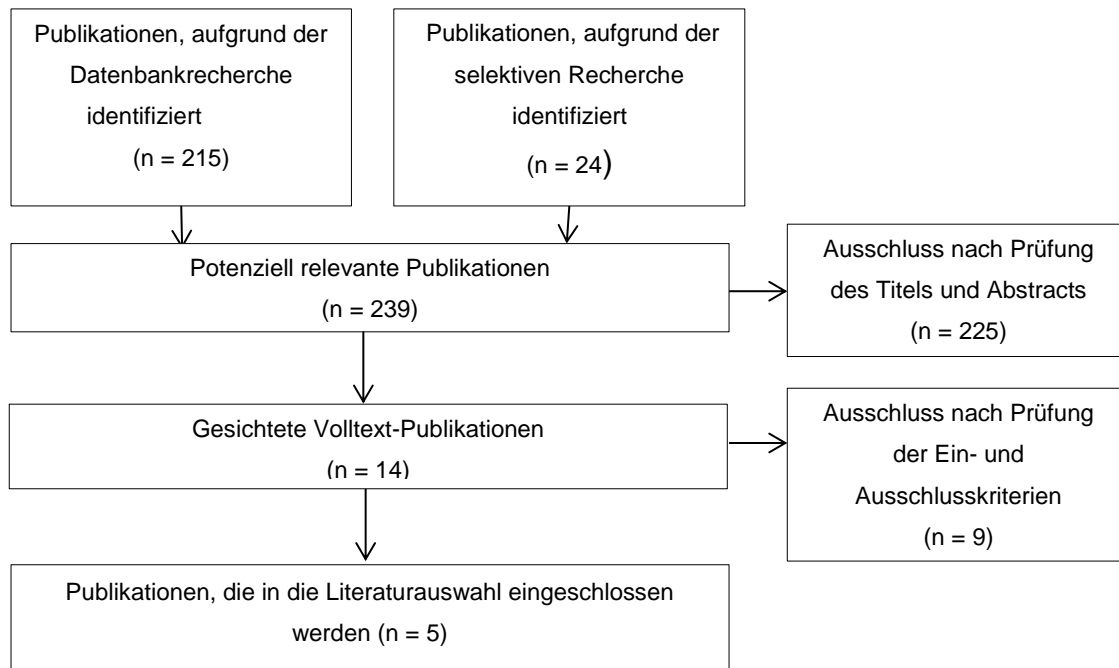 Publikationen, aufgrund der
Datenbankrecherche
identifiziert
(n = 215)
Publikationen, aufgrund der
selektiven Recherche
identifiziert
(n = 24)
Potenziell relevante Publikationen
(n = 239)
Ausschluss nach Prüfung
des Titels und Abstracts
(n = 225)
Gesichtete Volltext-Publikationen
(n = 14)
Ausschluss nach Prüfung
der Ein- und
Ausschlusskriterien
(n = 9)
Publikationen, die in die Literaturauswahl eingeschlossen
werden (n = 5)